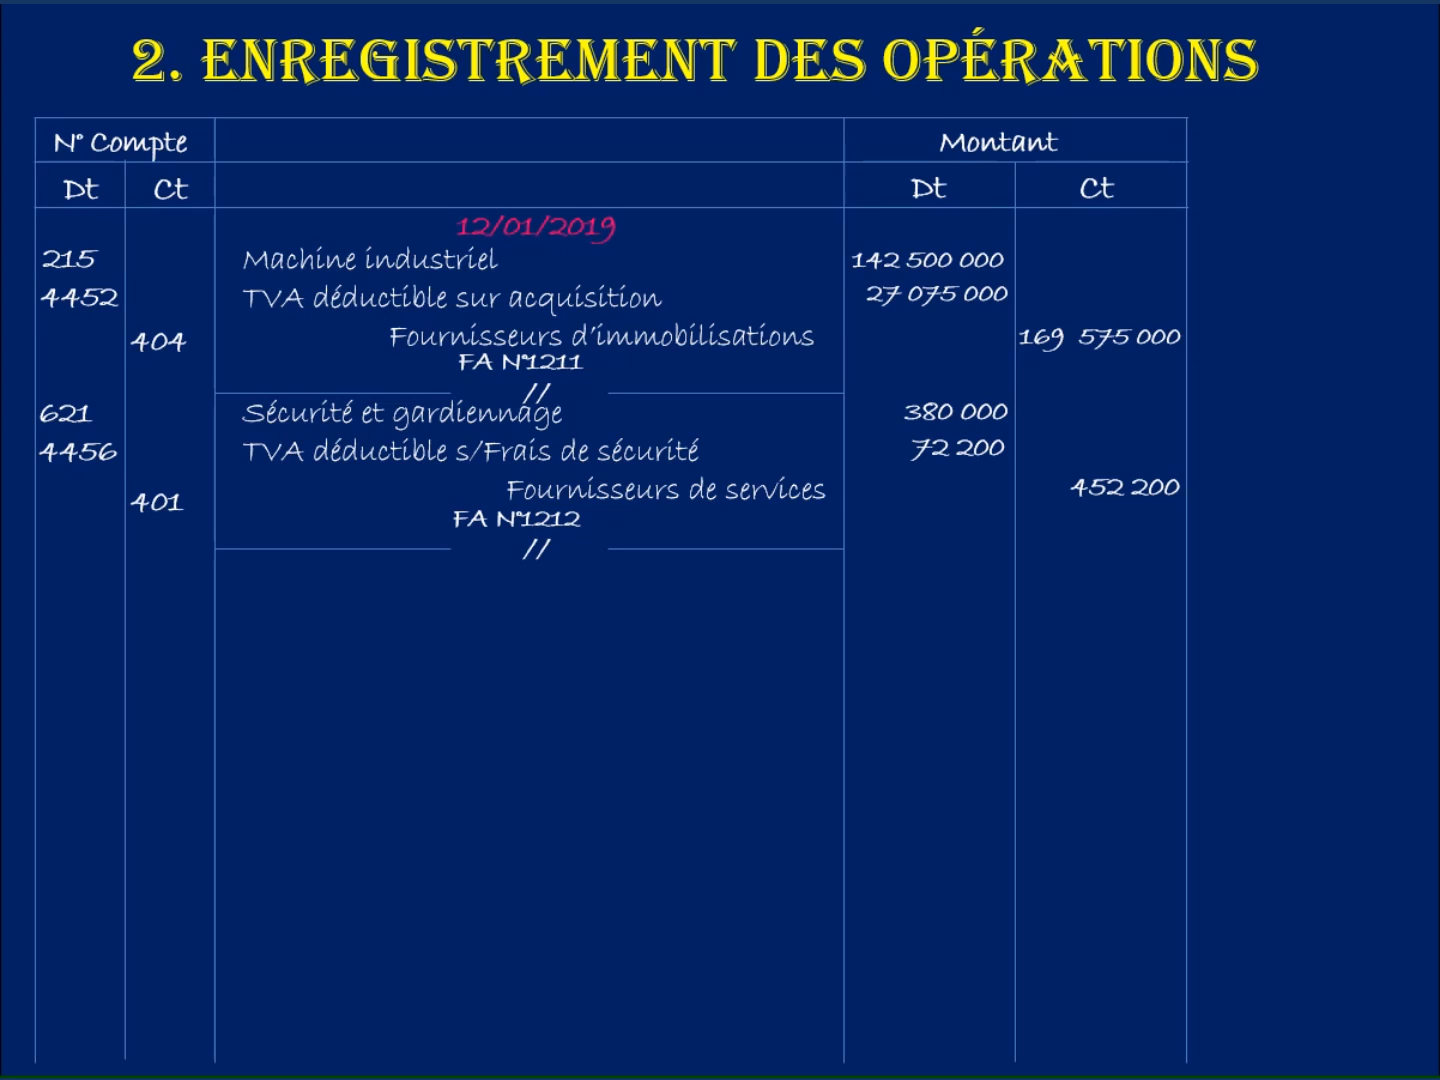 2. ENREGISTREMENT DES OPÉRATIONS
N° Compte Montant
Dt Ct Dt Ct
12/01/2019
215 Machine industriel 142 500 000
4452 TVA déductible sur acquisition 27 075 000
404 Fournisseurs d'immobilisations 169 575 000
FA N°1211
//
621 Sécurité et gardiennage 380 000
4456 TVA déductible s/Frais de sécurité 72 200
401 Fournisseurs de services 452 200
FA N°1212
//